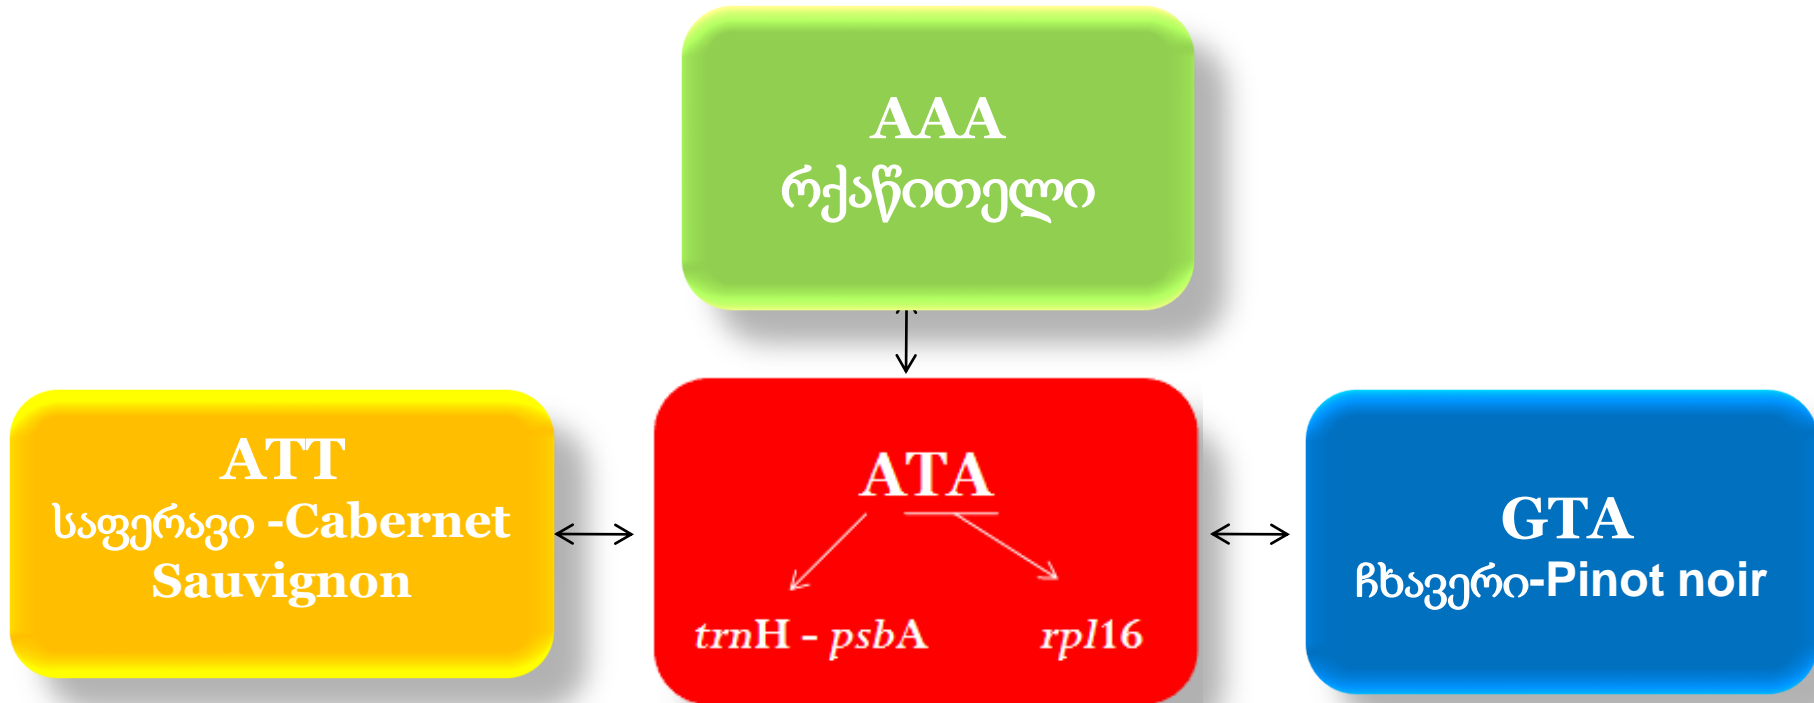 AAA
რქაწითელი
ATT
საფერავი -Cabernet
Sauvignon
ATA
trnH – psbA
rpl16
GTA
ჩხავერი-Pinot noir